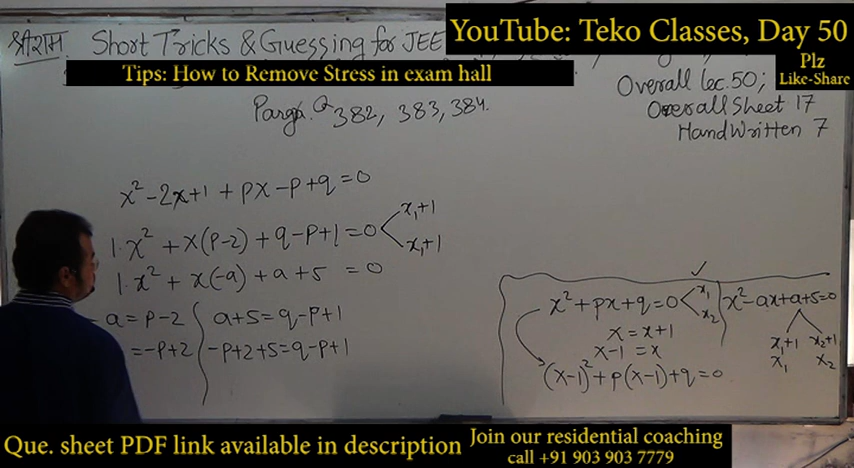 श्रीराम Short Tricks & Guessing for JEE
YouTube: Teko Classes, Day 50
Plz
Like-Share
Tips: How to Remove Stress in exam hall
Overall lec. 50;
Overall Sheet 17
HandWritten 7
Q 382, 383, 384.
x² - 2x + 1 + px - p + q = 0
1·x² + x(p-2) + q - p + 1 = 0 < x₁+1
x₁+1
1·x² + x(-a) + a + 5 = 0
-a = p-2 | a+5 = q-p+1
= -p+2 | -p+2+5 = q-p+1
✓
x² + px + q = 0 < x₁
x₂
x² - ax + a + 5 = 0
x = x+1
x-1 = x
x₁+1 x₂+1
x₁ x₂
(x-1)² + p(x-1) + q = 0
Que. sheet PDF link available in description
Join our residential coaching
call +91 903 903 7779